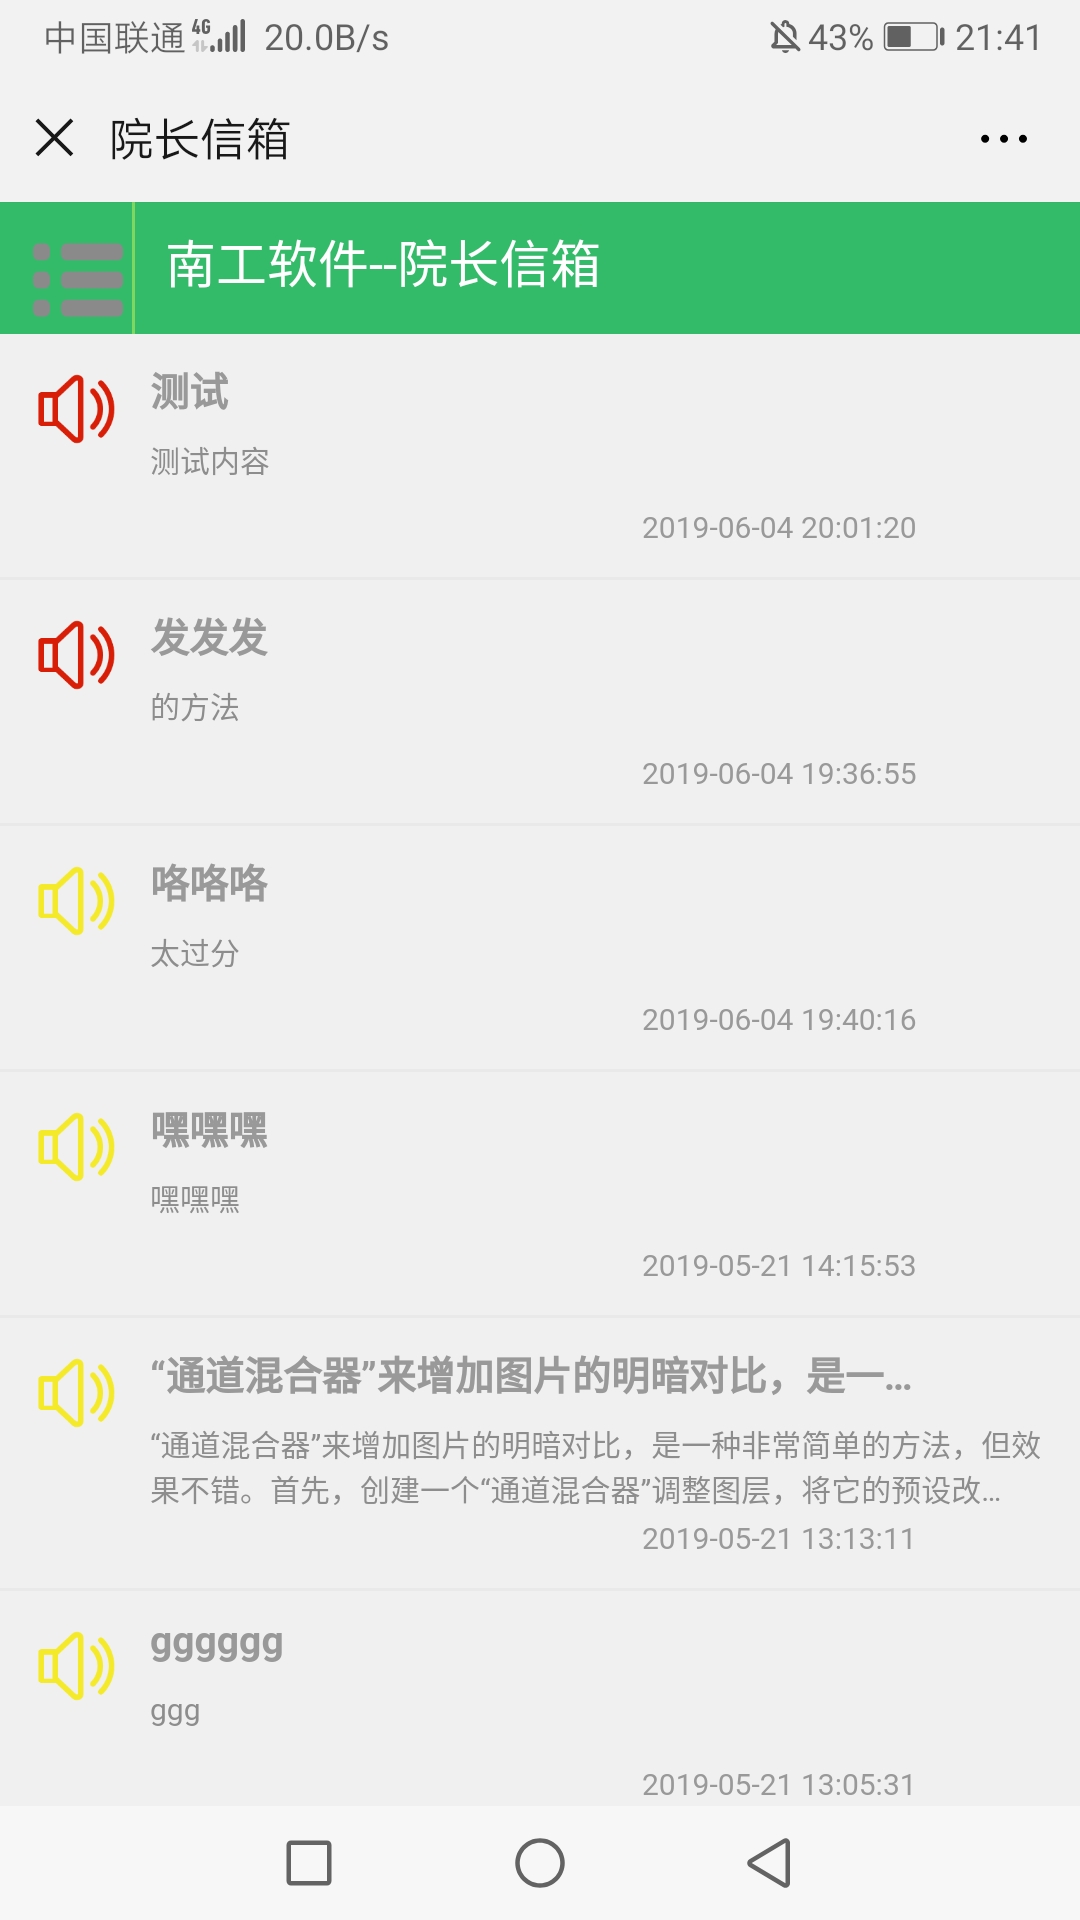 中国联通 4G 20.0B/s 43% 21:41
院长信箱
南工软件--院长信箱
测试
测试内容
2019-06-04 20:01:20
发发发
的方法
2019-06-04 19:36:55
咯咯咯
太过分
2019-06-04 19:40:16
嘿嘿嘿
嘿嘿嘿
2019-05-21 14:15:53
“通道混合器”来增加图片的明暗对比，是一...
“通道混合器”来增加图片的明暗对比，是一种非常简单的方法，但效
果不错。首先，创建一个“通道混合器”调整图层，将它的预设改...
2019-05-21 13:13:11
gggggg
ggg
2019-05-21 13:05:31